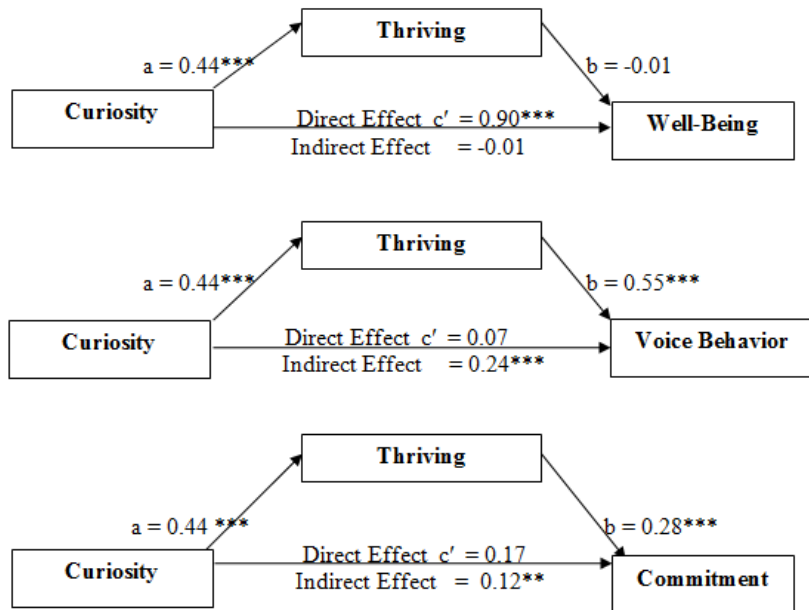 Thriving
a = 0.44***
b = -0.01
Curiosity
Direct Effect c′ = 0.90***
Indirect Effect = -0.01
Well-Being
Thriving
a = 0.44***
b = 0.55***
Curiosity
Direct Effect c′ = 0.07
Indirect Effect = 0.24***
Voice Behavior
Thriving
a = 0.44 ***
b = 0.28***
Curiosity
Direct Effect c′ = 0.17
Indirect Effect = 0.12**
Commitment